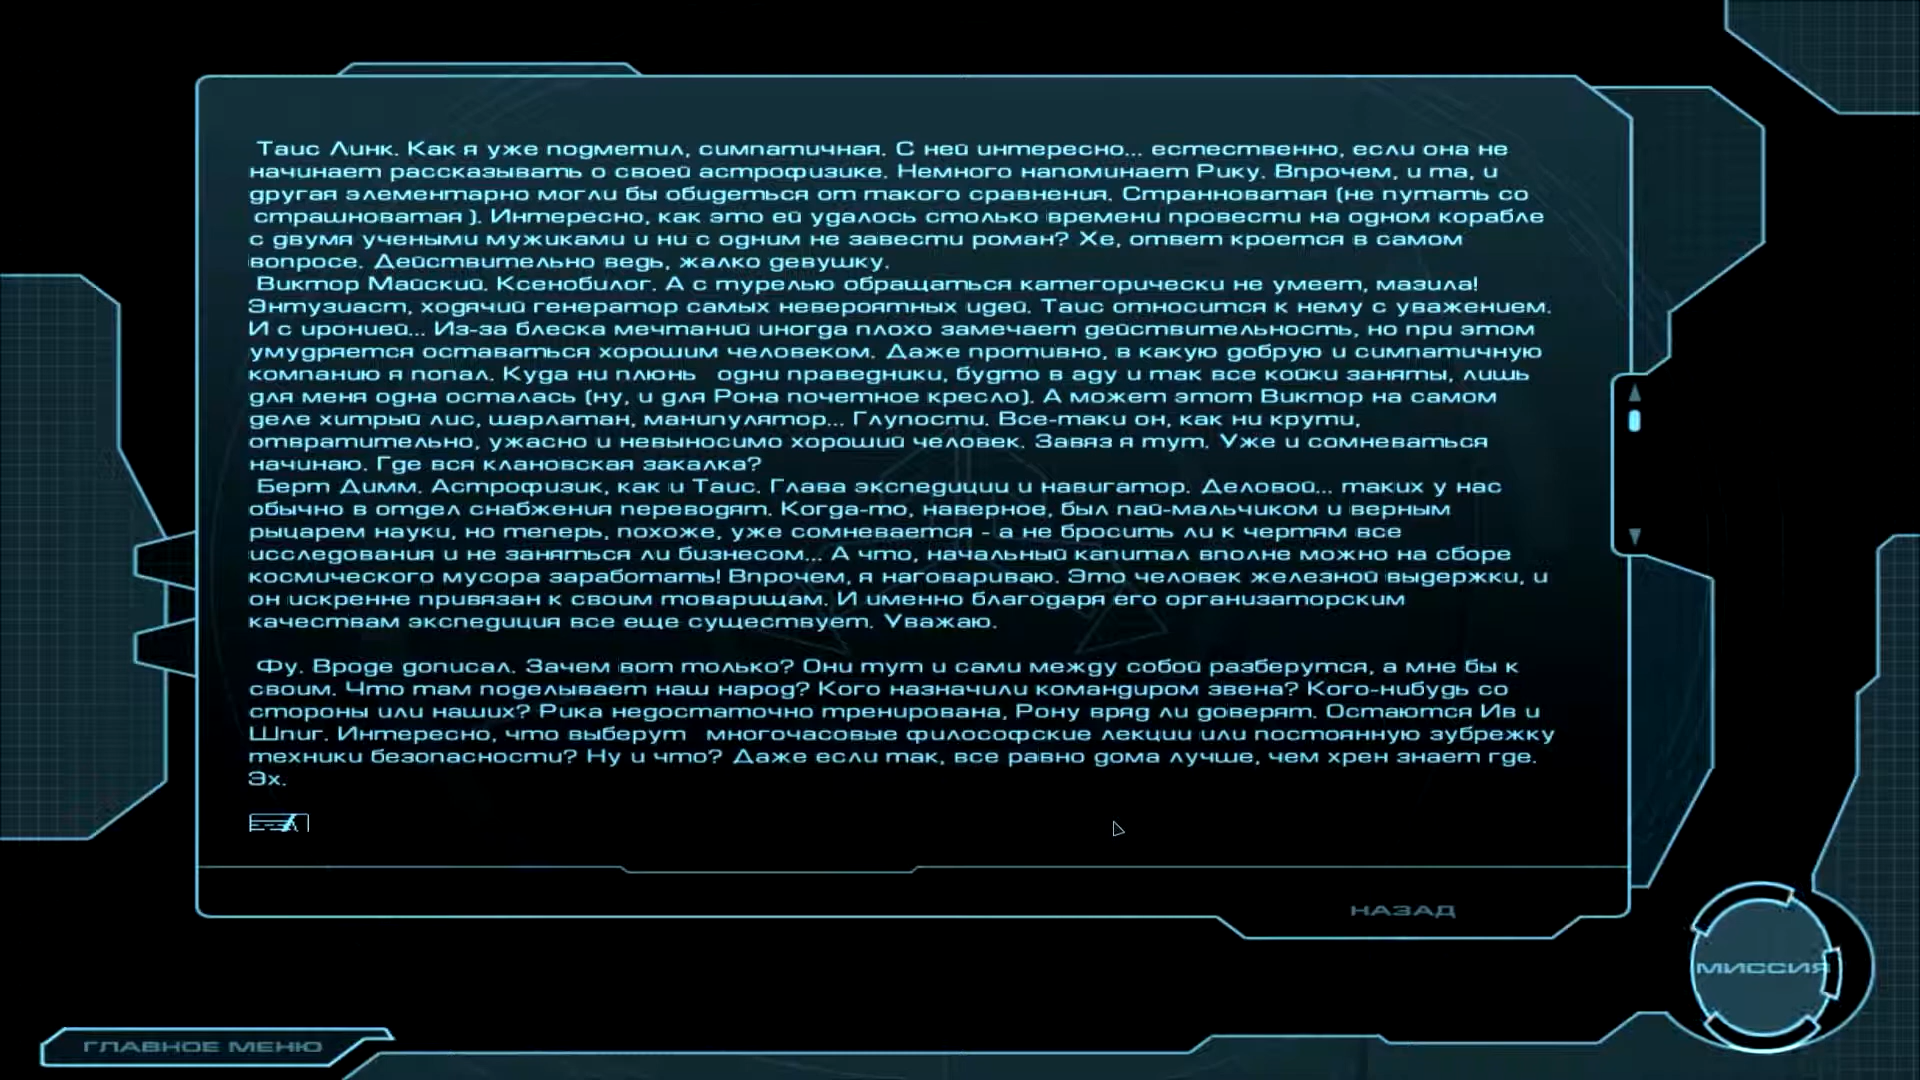 Таис Линк. Как я уже подметил, симпатичная. С ней интересно... естественно, если она не
начинает рассказывать о своей астрофизике. Немного напоминает Рику. Впрочем, и та, и
другая элементарно могли бы обидеться от такого сравнения. Странноватая (не путать со
страшноватая ). Интересно, как это ей удалось столько времени провести на одном корабле
с двумя учеными мужиками и ни с одним не завести роман? Хе, ответ кроется в самом
вопросе. Действительно ведь, жалко девушку.
Виктор Майский. Ксенобилог. А с турелью обращаться категорически не умеет, мазила!
Энтузиаст, ходячий генератор самых невероятных идей. Таис относится к нему с уважением.
И с иронией... Из-за блеска мечтаний иногда плохо замечает действительность, но при этом
умудряется оставаться хорошим человеком. Даже противно, в какую добрую и симпатичную
компанию я попал. Куда ни плюнь одни праведники, будто в аду и так все койки заняты, лишь
для меня одна осталась (ну, и для Рона почетное кресло). А может этот Виктор на самом
деле хитрый лис, шарлатан, манипулятор... Глупости. Все-таки он, как ни крути,
отвратительно, ужасно и невыносимо хороший человек. Завяз я тут. Уже и сомневаться
начинаю. Где вся клановская закалка?
Берт Димм. Астрофизик, как и Таис. Глава экспедиции и навигатор. Деловой... таких у нас
обычно в отдел снабжения переводят. Когда-то, наверное, был пай-мальчиком и верным
рыцарем науки, но теперь, похоже, уже сомневается - а не бросить ли к чертям все
исследования и не заняться ли бизнесом... А что, начальный капитал вполне можно на сборе
космического мусора заработать! Впрочем, я наговариваю. Это человек железной выдержки, и
он искренне привязан к своим товарищам. И именно благодаря его организаторским
качествам экспедиция все еще существует. Уважаю.
Фу. Вроде дописал. Зачем вот только? Они тут и сами между собой разберутся, а мне бы к
своим. Что там поделывает наш народ? Кого назначили командиром звена? Кого-нибудь со
стороны или наших? Рика недостаточно тренирована, Рону вряд ли доверят. Остаются Ив и
Шпиг. Интересно, что выберут многочасовые философские лекции или постоянную зубрежку
техники безопасности? Ну и что? Даже если так, все равно дома лучше, чем хрен знает где.
Эх.
НАЗАД
МИССИЯ
ГЛАВНОЕ МЕНЮ